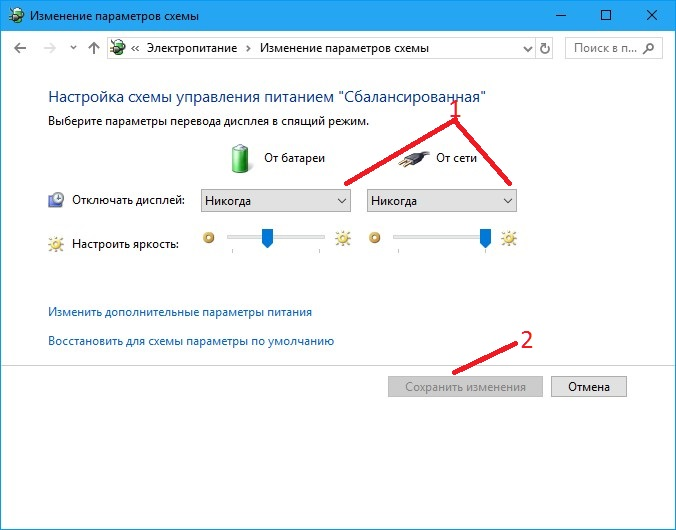 Изменение параметров схемы
« Электропитание > Изменение параметров схемы
Поиск в п...
Настройка схемы управления питанием "Сбалансированная"
1
Выберите параметры перевода дисплея в спящий режим.
От батареи
От сети
Отключать дисплей:
Никогда
Никогда
Настроить яркость:
Изменить дополнительные параметры питания
Восстановить для схемы параметры по умолчанию
2
Сохранить изменения
Отмена